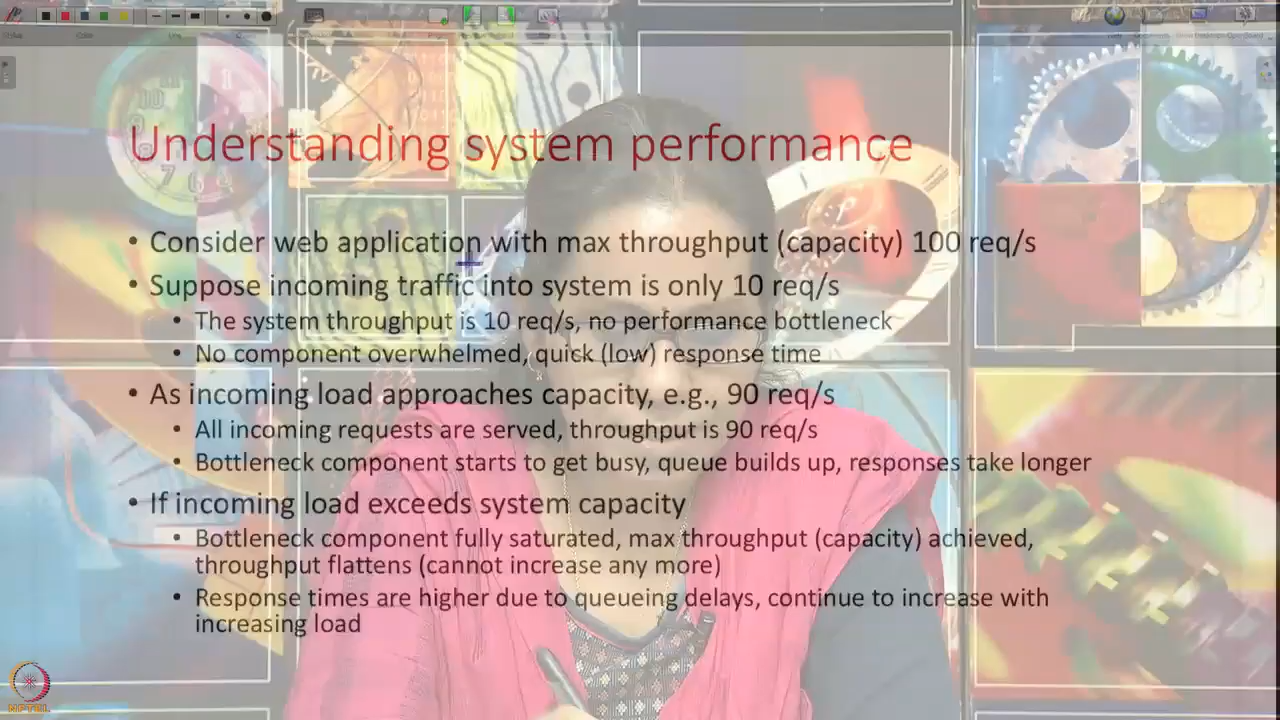 Understanding system performance
• Consider web application with max throughput (capacity) 100 req/s
• Suppose incoming traffic into system is only 10 req/s
• The system throughput is 10 req/s, no performance bottleneck
• No component overwhelmed, quick (low) response time
• As incoming load approaches capacity, e.g., 90 req/s
• All incoming requests are served, throughput is 90 req/s
• Bottleneck component starts to get busy, queue builds up, responses take longer
• If incoming load exceeds system capacity
• Bottleneck component fully saturated, max throughput (capacity) achieved,
throughput flattens (cannot increase any more)
• Response times are higher due to queueing delays, continue to increase with
increasing load
NPTEL